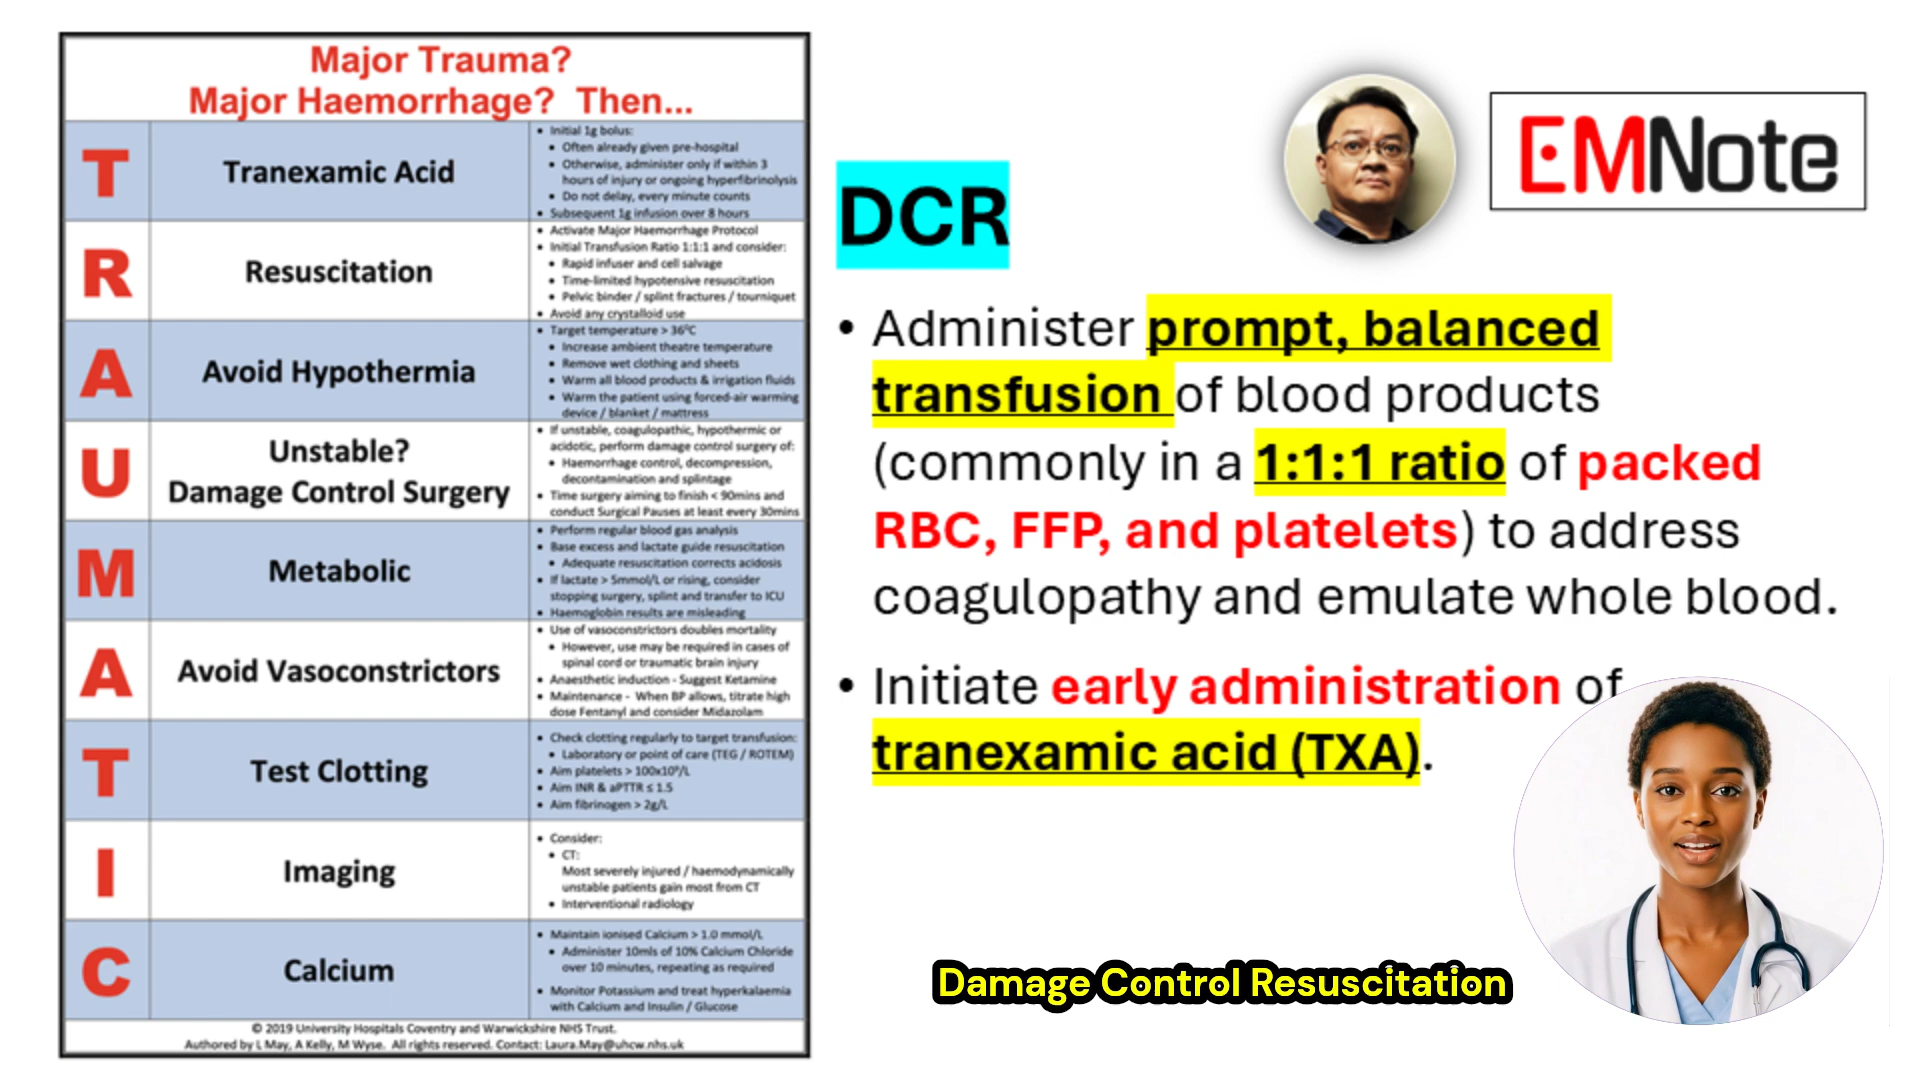 Major Trauma?
Major Haemorrhage? Then...
T
Tranexamic Acid
• Initial 1g bolus:
• Often already given pre-hospital
• Otherwise, administer only if within 3
hours of injury or ongoing hyperfibrinolysis
• Do not delay, every minute counts
• Subsequent 1g infusion over 8 hours
R
Resuscitation
• Activate Major Haemorrhage Protocol
• Initial Transfusion Ratio 1:1:1 and consider:
• Rapid infuser and cell salvage
• Time-limited hypotensive resuscitation
• Pelvic binder / splint fractures / tourniquet
• Avoid any crystalloid use
A
Avoid Hypothermia
• Target temperature > 36⁰C
• Increase ambient theatre temperature
• Remove wet clothing and sheets
• Warm all blood products & irrigation fluids
• Warm the patient using forced-air warming
device / blanket / mattress
U
Unstable?
Damage Control Surgery
• If unstable, coagulopathic, hypothermic or
acidotic, perform damage control surgery of:
• Haemorrhage control, decompression,
decontamination and splintage
• Time surgery aiming to finish < 90mins and
conduct Surgical Pauses at least every 30mins
M
Metabolic
• Perform regular blood gas analysis
• Base excess and lactate guide resuscitation
• Adequate resuscitation corrects acidosis
• If lactate > 5mmol/L or rising, consider
stopping surgery, splint and transfer to ICU
• Haemoglobin results are misleading
A
Avoid Vasoconstrictors
• Use of vasoconstrictors doubles mortality
• However, use may be required in cases of
spinal cord or traumatic brain injury
• Anaesthetic induction - Suggest Ketamine
• Maintenance - When BP allows, titrate high
dose Fentanyl and consider Midazolam
T
Test Clotting
• Check clotting regularly to target transfusion:
• Laboratory or point of care (TEG / ROTEM)
• Aim platelets > 100x10⁹/L
• Aim INR & aPTTR ≤ 1.5
• Aim fibrinogen > 2g/L
I
Imaging
• Consider:
• CT:
Most severely injured / haemodynamically
unstable patients gain most from CT
• Interventional radiology
C
Calcium
• Maintain ionised Calcium > 1.0 mmol/L
• Administer 10mls of 10% Calcium Chloride
over 10 minutes, repeating as required
• Monitor Potassium and treat hyperkalaemia
with Calcium and Insulin / Glucose
© 2019 University Hospitals Coventry and Warwickshire NHS Trust.
Authored by L May, A Kelly, M Wyse. All rights reserved. Contact: Laura.May@uhcw.nhs.uk
EMNote
DCR
• Administer prompt, balanced
transfusion of blood products
(commonly in a 1:1:1 ratio of packed
RBC, FFP, and platelets) to address
coagulopathy and emulate whole blood.
• Initiate early administration of
tranexamic acid (TXA).
Damage Control Resuscitation